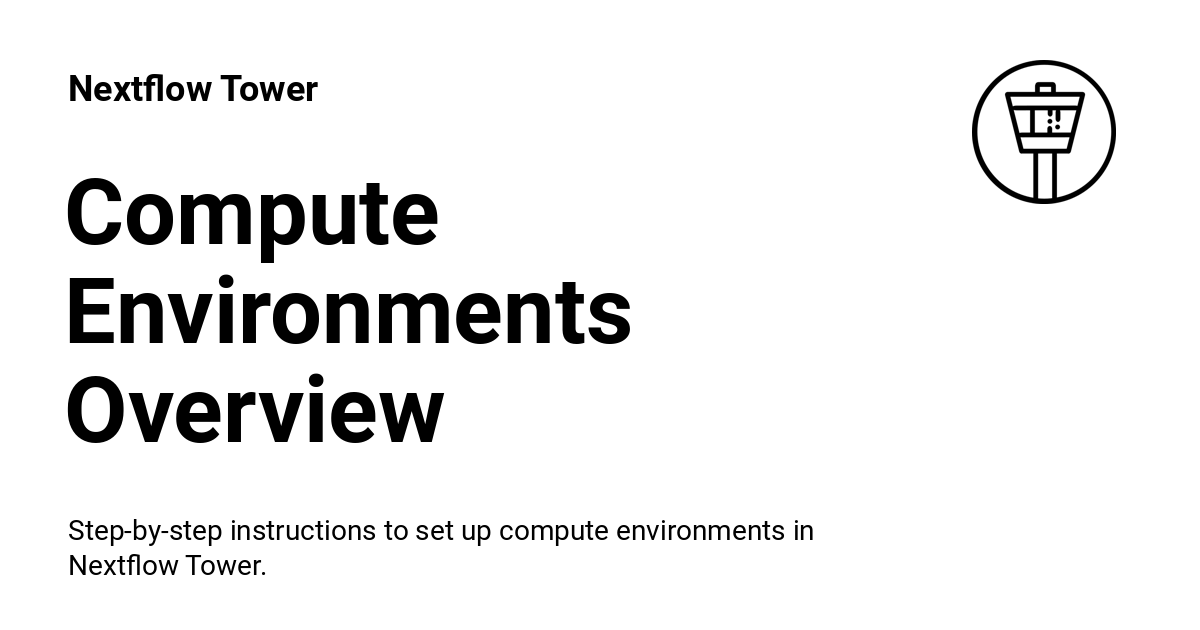 Nextflow Tower
Compute
Environments
Overview
Step-by-step instructions to set up compute environments in
Nextflow Tower.